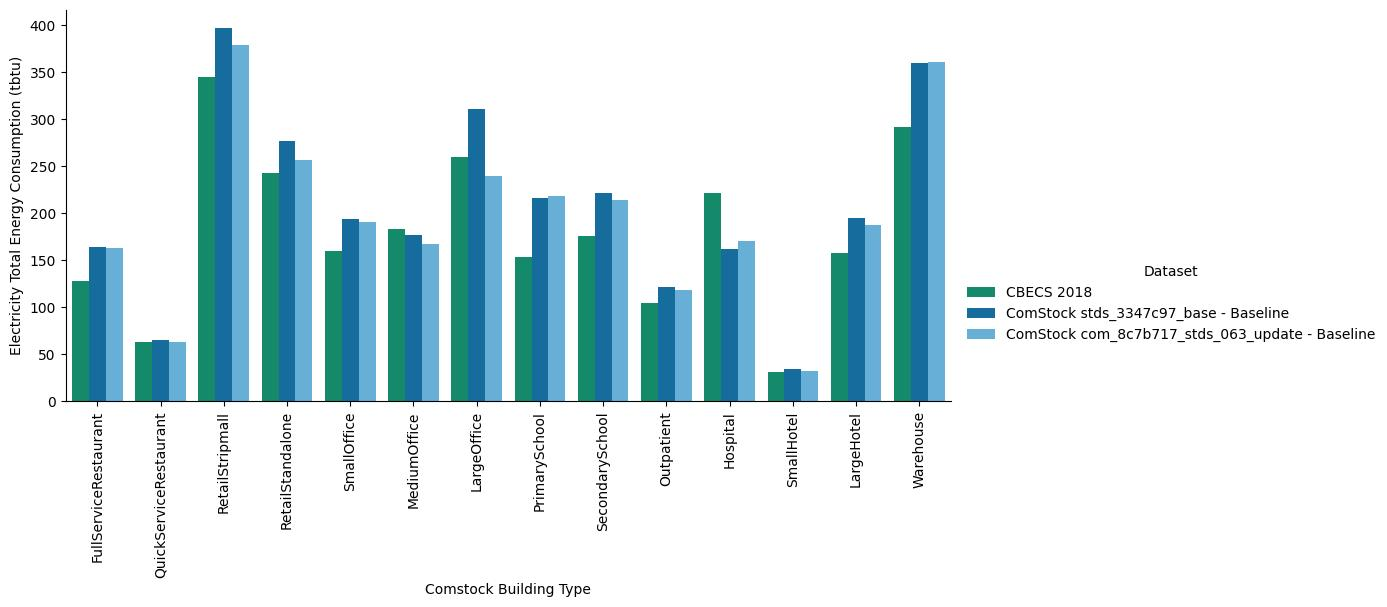 Electricity Total Energy Consumption (tbtu)
400
350
300
250
200
150
100
50
0
FullServiceRestaurant
QuickServiceRestaurant
RetailStripmall
RetailStandalone
SmallOffice
MediumOffice
LargeOffice
PrimarySchool
SecondarySchool
Outpatient
Hospital
SmallHotel
LargeHotel
Warehouse
Comstock Building Type
Dataset
CBECS 2018
ComStock stds_3347c97_base - Baseline
ComStock com_8c7b717_stds_063_update - Baseline